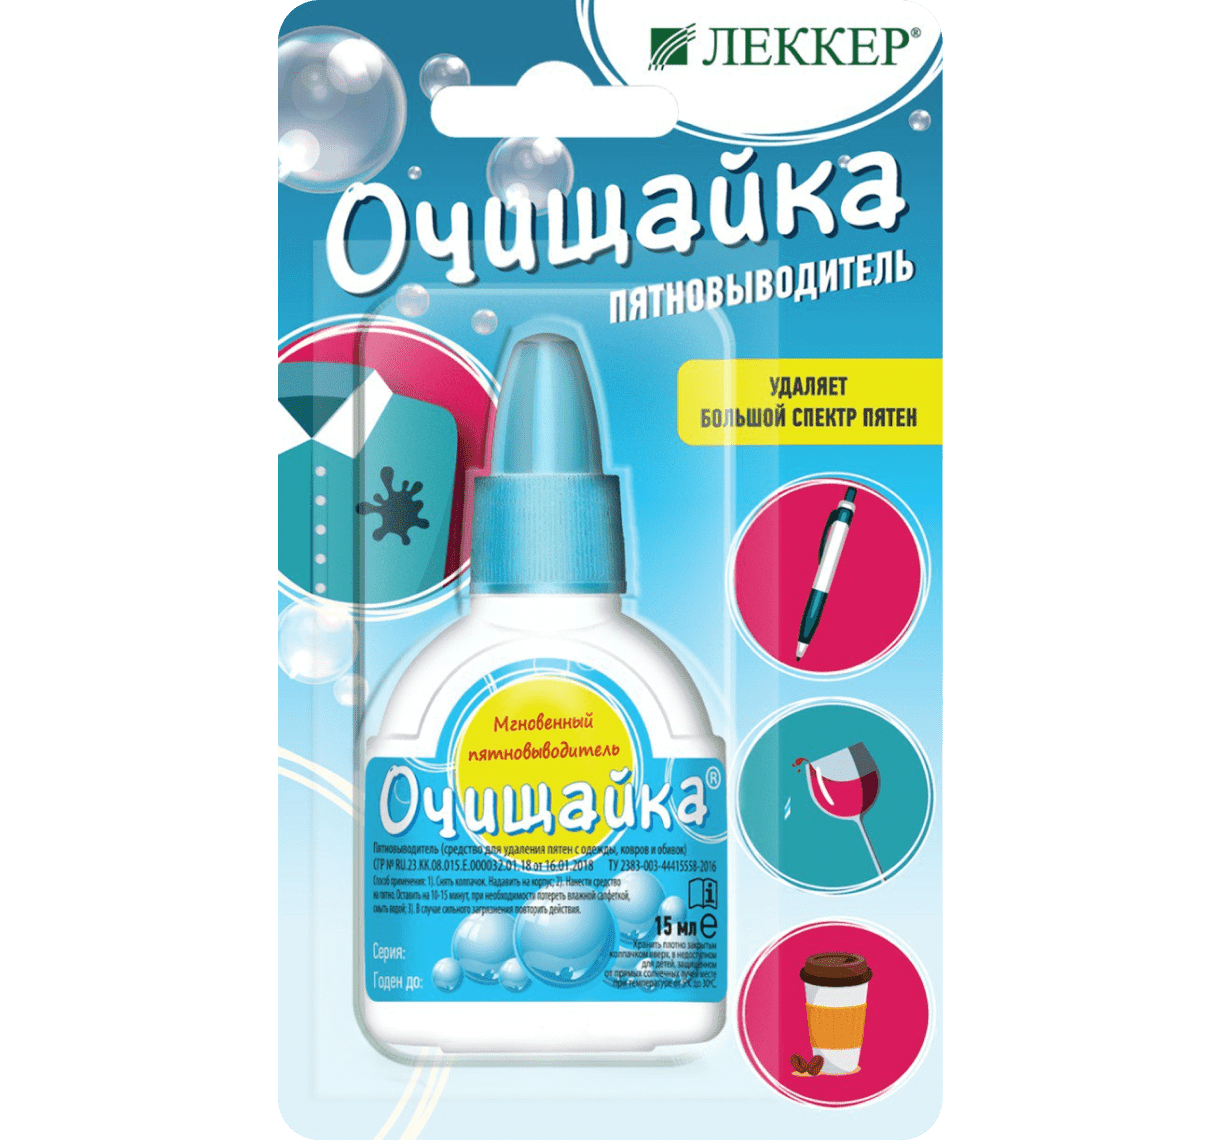 ЛЕККЕР®
Очищайка
ПЯТНОВЫВОДИТЕЛЬ
УДАЛЯЕТ
БОЛЬШОЙ СПЕКТР ПЯТЕН
Мгновенный
пятновыводитель
Очищайка®
Пятновыводитель (средство для удаления пятен с одежды, ковров и обивок)
СГР № RU.23.КК.08.015.Е.000032.01.18 от 16.01.2018 ТУ 2383-003-44415558-2016
Способ применения: 1). Снять колпачок. Надавить на корпус; 2). Нанести средство
на пятно. Оставить на 10-15 минут, при необходимости потереть влажной салфеткой,
смыть водой; 3). В случае сильного загрязнения повторить действия.
15 мл e
Хранить плотно закрытым
колпачком вверх, в недоступном
для детей, защищенном
от прямых солнечных лучей месте
при температуре от 5°С до 30°С.
Серия:
Годен до: